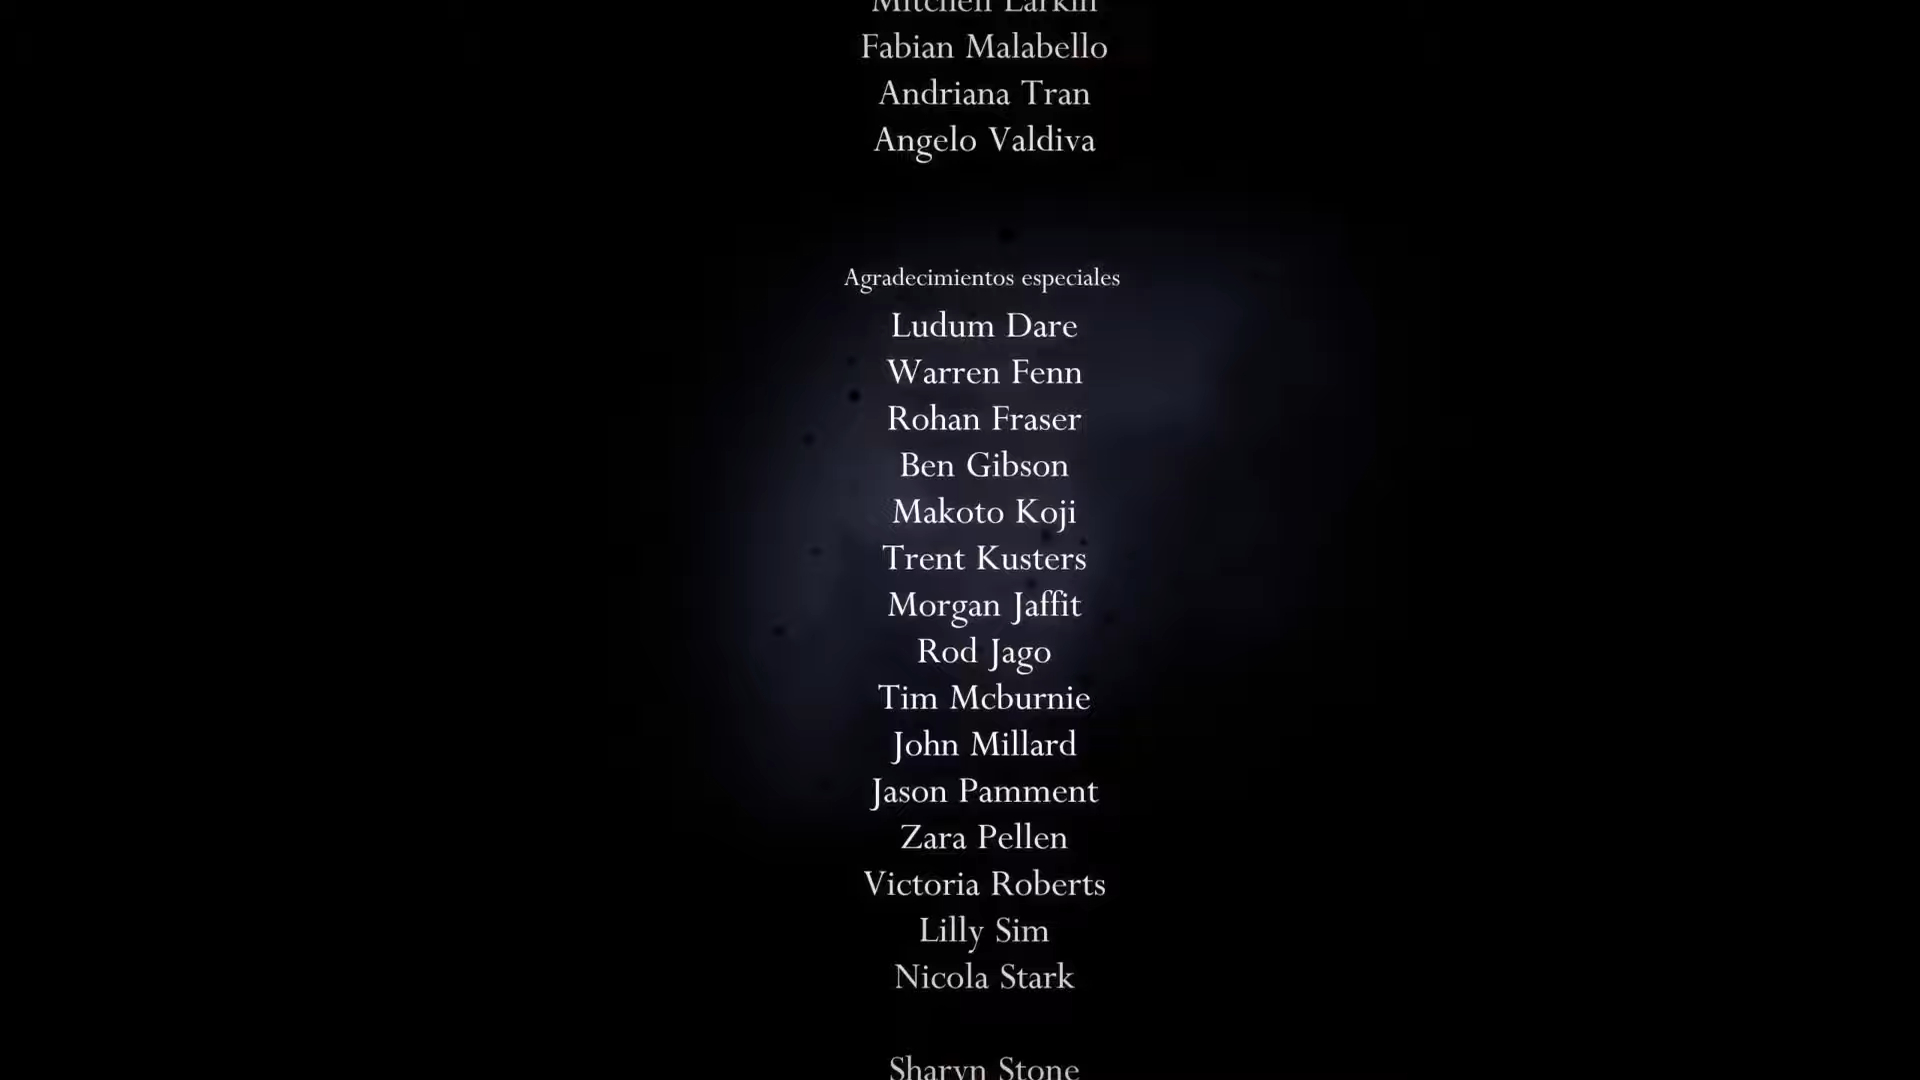 Mitchell Larkin
Fabian Malabello
Andriana Tran
Angelo Valdiva
Agradecimientos especiales
Ludum Dare
Warren Fenn
Rohan Fraser
Ben Gibson
Makoto Koji
Trent Kusters
Morgan Jaffit
Rod Jago
Tim Mcburnie
John Millard
Jason Pamment
Zara Pellen
Victoria Roberts
Lilly Sim
Nicola Stark
Sharyn Stone